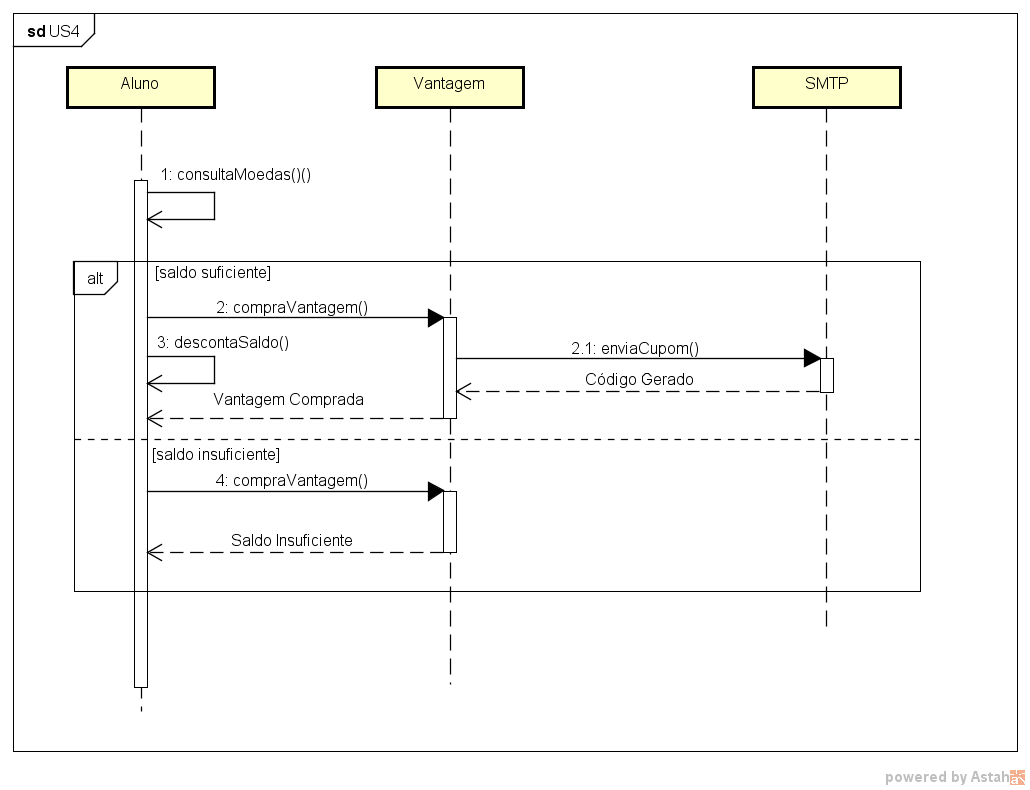 sd US4
Aluno
Vantagem
SMTP
1: consultaMoedas()()
alt
[saldo suficiente]
2: compraVantagem()
3: descontaSaldo()
2.1: enviaCupom()
Código Gerado
Vantagem Comprada
[saldo insuficiente]
4: compraVantagem()
Saldo Insuficiente
powered by Astah